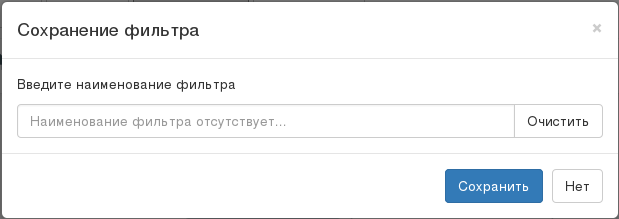 Сохранение фильтра
×
Введите наименование фильтра
Наименование фильтра отсутствует... Очистить
Сохранить Нет